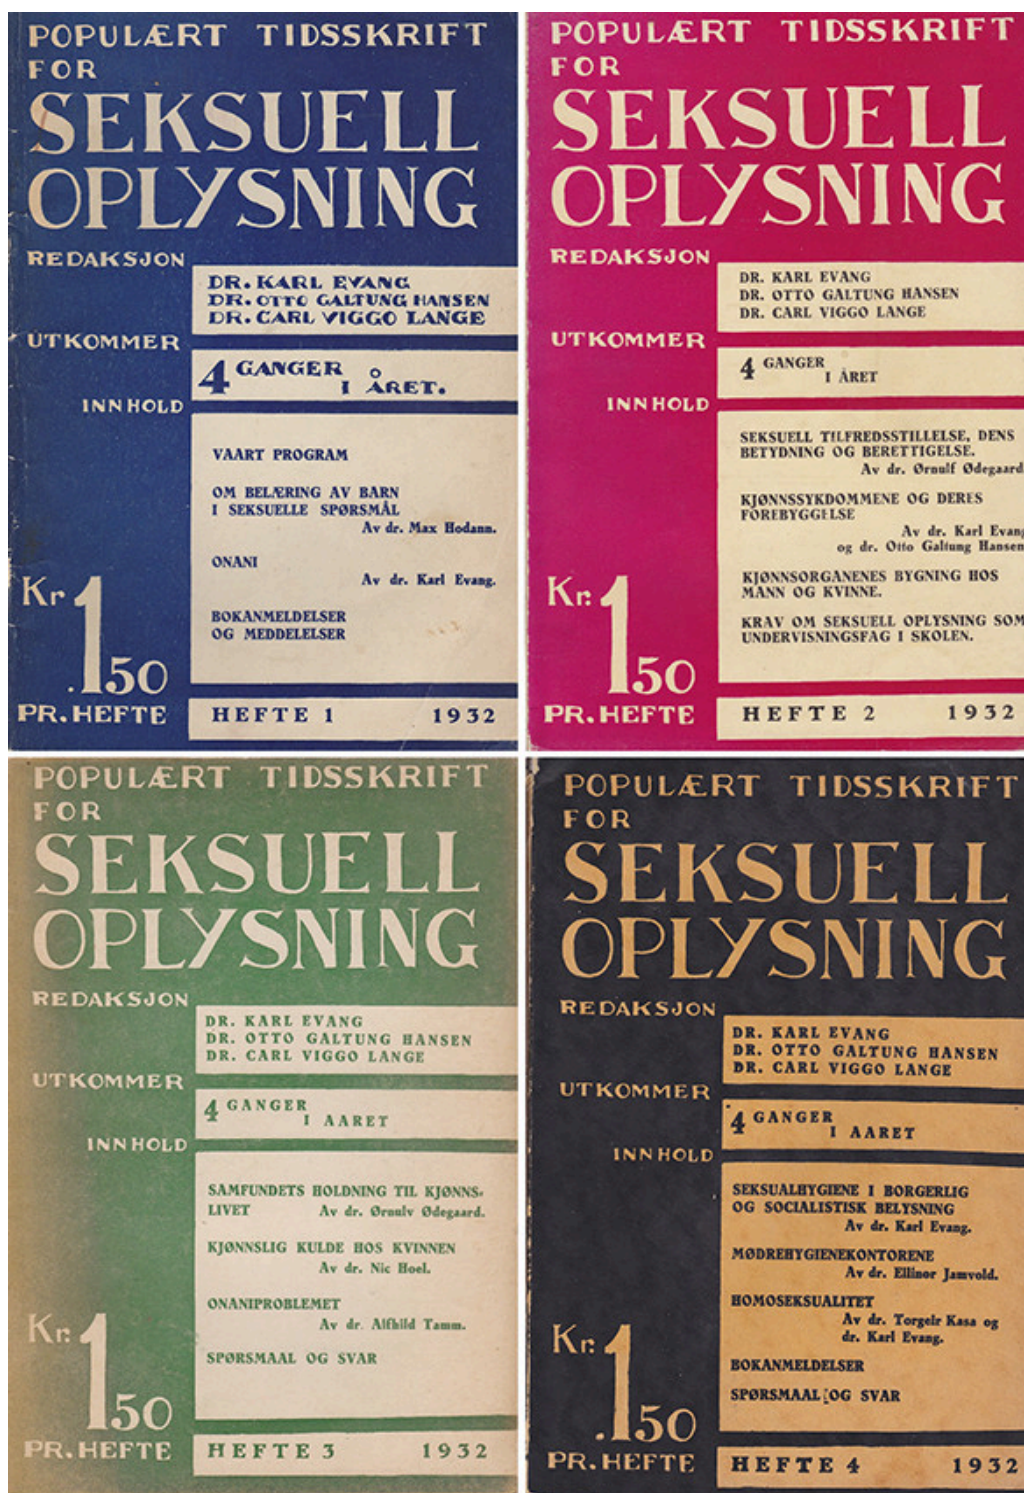 POPULÆRT TIDSSKRIFT
FOR
SEKSUELL
OPLYSNING
REDAKSJON
DR. KARL EVANG
DR. OTTO GALTUNG HANSEN
DR. CARL VIGGO LANGE
UTKOMMER
4 GANGER
I ÅRET.
INNHOLD
VAART PROGRAM
OM BELÆRING AV BARN
I SEKSUELLE SPØRSMÅL
Av dr. Max Hodann.
ONANI
Av dr. Karl Evang.
BOKANMELDELSER
OG MEDDELELSER
Kr 1.50
PR. HEFTE
HEFTE 1 1932
POPULÆRT TIDSSKRIFT
FOR
SEKSUELL
OPLYSNING
REDAKSJON
DR. KARL EVANG
DR. OTTO GALTUNG HANSEN
DR. CARL VIGGO LANGE
UTKOMMER
4 GANGER
I ÅRET
INNHOLD
SEKSUELL TILFREDSSTILLELSE, DENS
BETYDNING OG BERETTIGELSE.
Av dr. Ørnulf Ødegaard
KJØNNSSYKDOMMENE OG DERES
FOREBYGGELSE
Av dr. Karl Evang
og dr. Otto Galtung Hansen
KJØNNSORGANENES BYGNING HOS
MANN OG KVINNE.
KRAV OM SEKSUELL OPLYSNING SOM
UNDERVISNINGSFAG I SKOLEN.
Kr. 1 50
PR. HEFTE
HEFTE 2 1932
POPULÆRT TIDSSKRIFT
FOR
SEKSUELL
OPLYSNING
REDAKSJON
DR. KARL EVANG
DR. OTTO GALTUNG HANSEN
DR. CARL VIGGO LANGE
UTKOMMER
4 GANGER
I AARET
INNHOLD
SAMFUNDETS HOLDNING TIL KJØNNS-
LIVET Av dr. Ørnulv Ødegaard.
KJØNNSLIG KULDE HOS KVINNEN
Av dr. Nic Hoel.
ONANIPROBLEMET
Av dr. Alfhild Tamm.
SPØRSMAAL OG SVAR
Kr. 1 50
PR. HEFTE
HEFTE 3 1932
POPULÆRT TIDSSKRIFT
FOR
SEKSUELL
OPLYSNING
REDAKSJON
DR. KARL EVANG
DR. OTTO GALTUNG HANSEN
DR. CARL VIGGO LANGE
UTKOMMER
4 GANGER
I AARET
INNHOLD
SEKSUALHYGIENE I BORGERLIG
OG SOCIALISTISK BELYSNING
Av dr. Karl Evang.
MØDREHYGIENEKONTORENE
Av dr. Ellinor Jamvold.
HOMOSEKSUALITET
Av dr. Torgeir Kasa og
dr. Karl Evang.
BOKANMELDELSER
SPØRSMAAL OG SVAR
Kr. 1.50
PR. HEFTE
HEFTE 4 1932